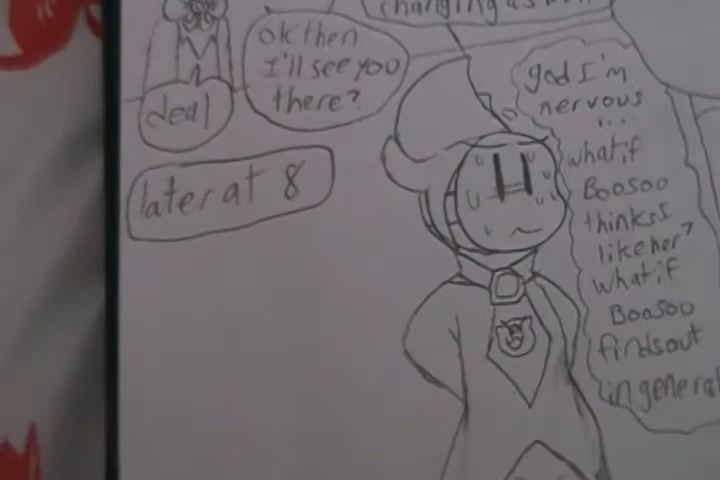 changing as
ok then
I'll see you
there?
deal
later at 8
god I'm
nervous
...
what if
Boosoo
thinks I
like her?
what if
Boosoo
finds out
in general